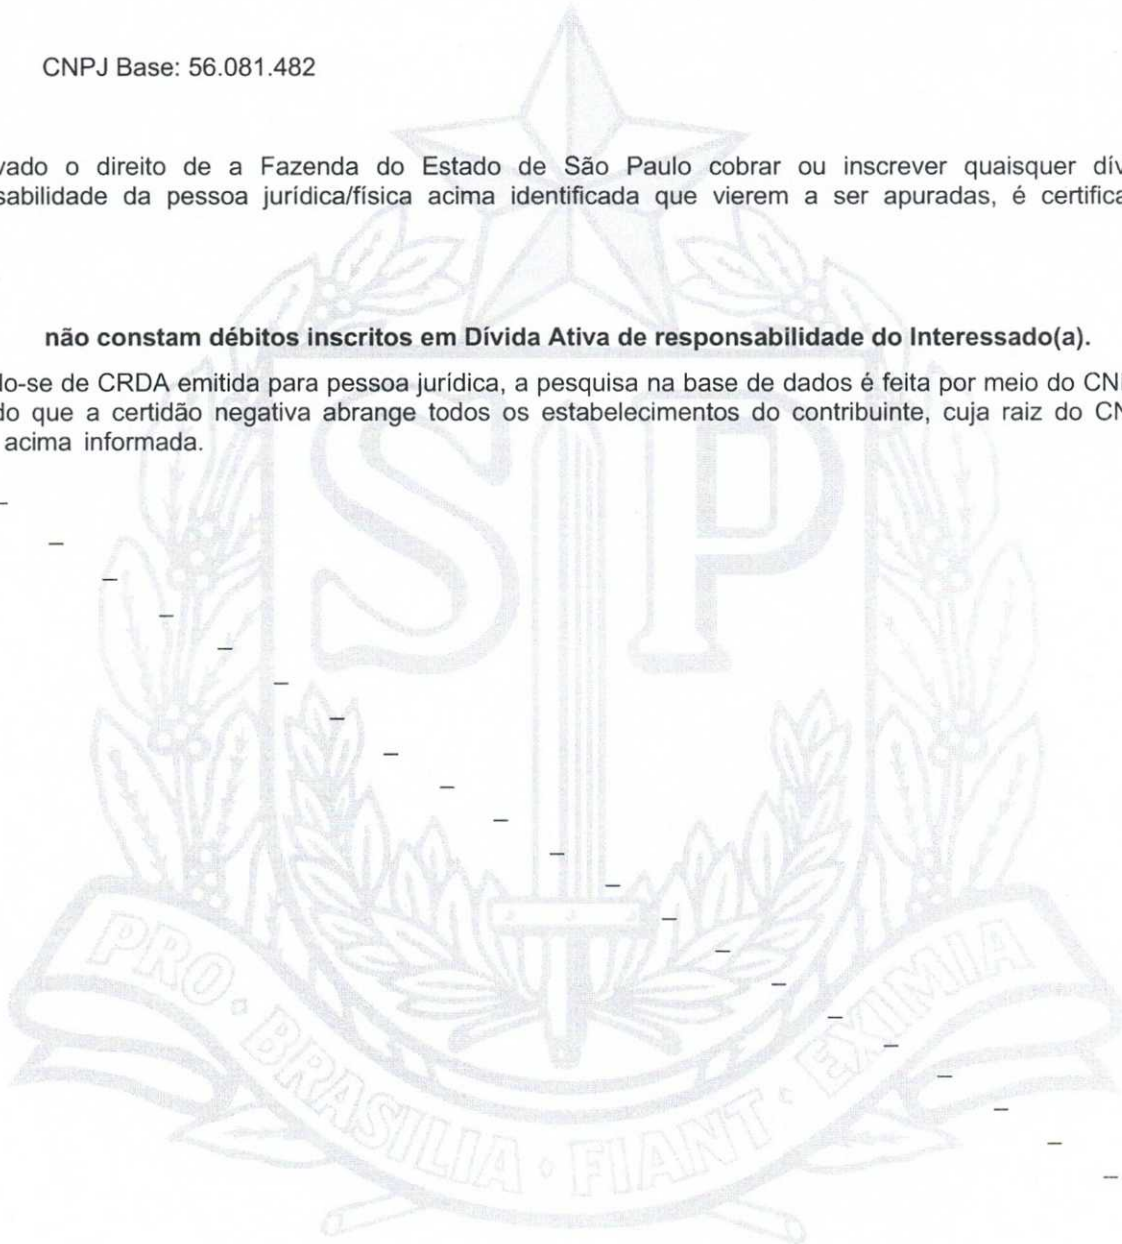 CNPJ Base: 56.081.482
vado o direito de a Fazenda do Estado de São Paulo cobrar ou inscrever quaisquer dív
sabilidade da pessoa jurídica/física acima identificada que vierem a ser apuradas, é certifica
não constam débitos inscritos em Dívida Ativa de responsabilidade do Interessado(a).
do-se de CRDA emitida para pessoa jurídica, a pesquisa na base de dados é feita por meio do CN
do que a certidão negativa abrange todos os estabelecimentos do contribuinte, cuja raiz do CN
acima informada.
SP
PRO · BRASILIA · FIANT · EXIMIA